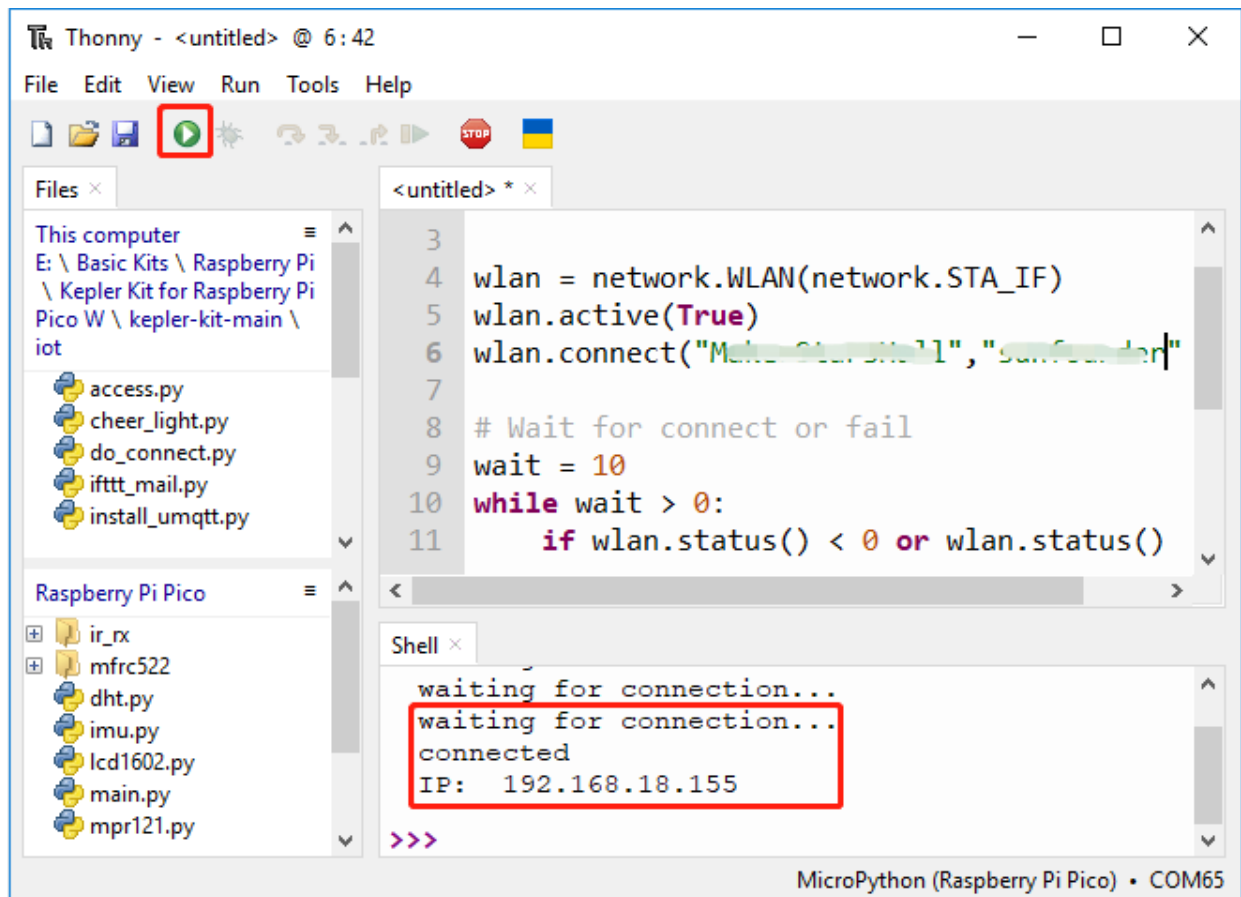 Thonny - <untitled> @ 6:42
File Edit View Run Tools Help
STOP
Files
This computer
E: \ Basic Kits \ Raspberry Pi
\ Kepler Kit for Raspberry Pi
Pico W \ kepler-kit-main \
iot
access.py
cheer_light.py
do_connect.py
ifttt_mail.py
install_umqtt.py
Raspberry Pi Pico
ir_rx
mfrc522
dht.py
imu.py
lcd1602.py
main.py
mpr121.py
<untitled> *
3
4 wlan = network.WLAN(network.STA_IF)
5 wlan.active(True)
6 wlan.connect("
7
8 # Wait for connect or fail
9 wait = 10
10 while wait > 0:
11 if wlan.status() < 0 or wlan.status()
Shell
waiting for connection...
waiting for connection...
connected
IP: 192.168.18.155
>>>
MicroPython (Raspberry Pi Pico) • COM65